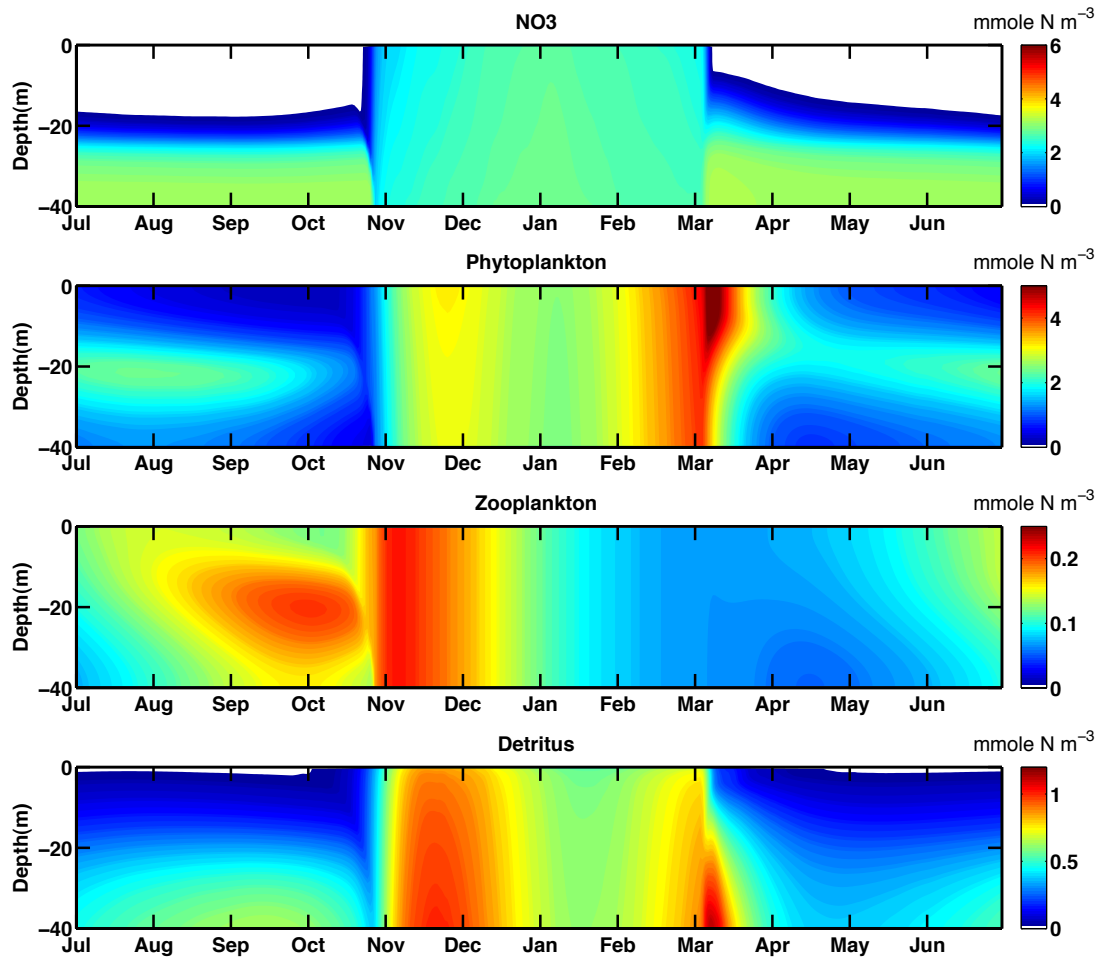 NO3
mmole N m−3
Depth(m)
0
−20
−40
6
4
2
0
Jul Aug Sep Oct Nov Dec Jan Feb Mar Apr May Jun
Phytoplankton
mmole N m−3
Depth(m)
0
−20
−40
4
2
0
Jul Aug Sep Oct Nov Dec Jan Feb Mar Apr May Jun
Zooplankton
mmole N m−3
Depth(m)
0
−20
−40
0.2
0.1
0
Jul Aug Sep Oct Nov Dec Jan Feb Mar Apr May Jun
Detritus
mmole N m−3
Depth(m)
0
−20
−40
1
0.5
0
Jul Aug Sep Oct Nov Dec Jan Feb Mar Apr May Jun